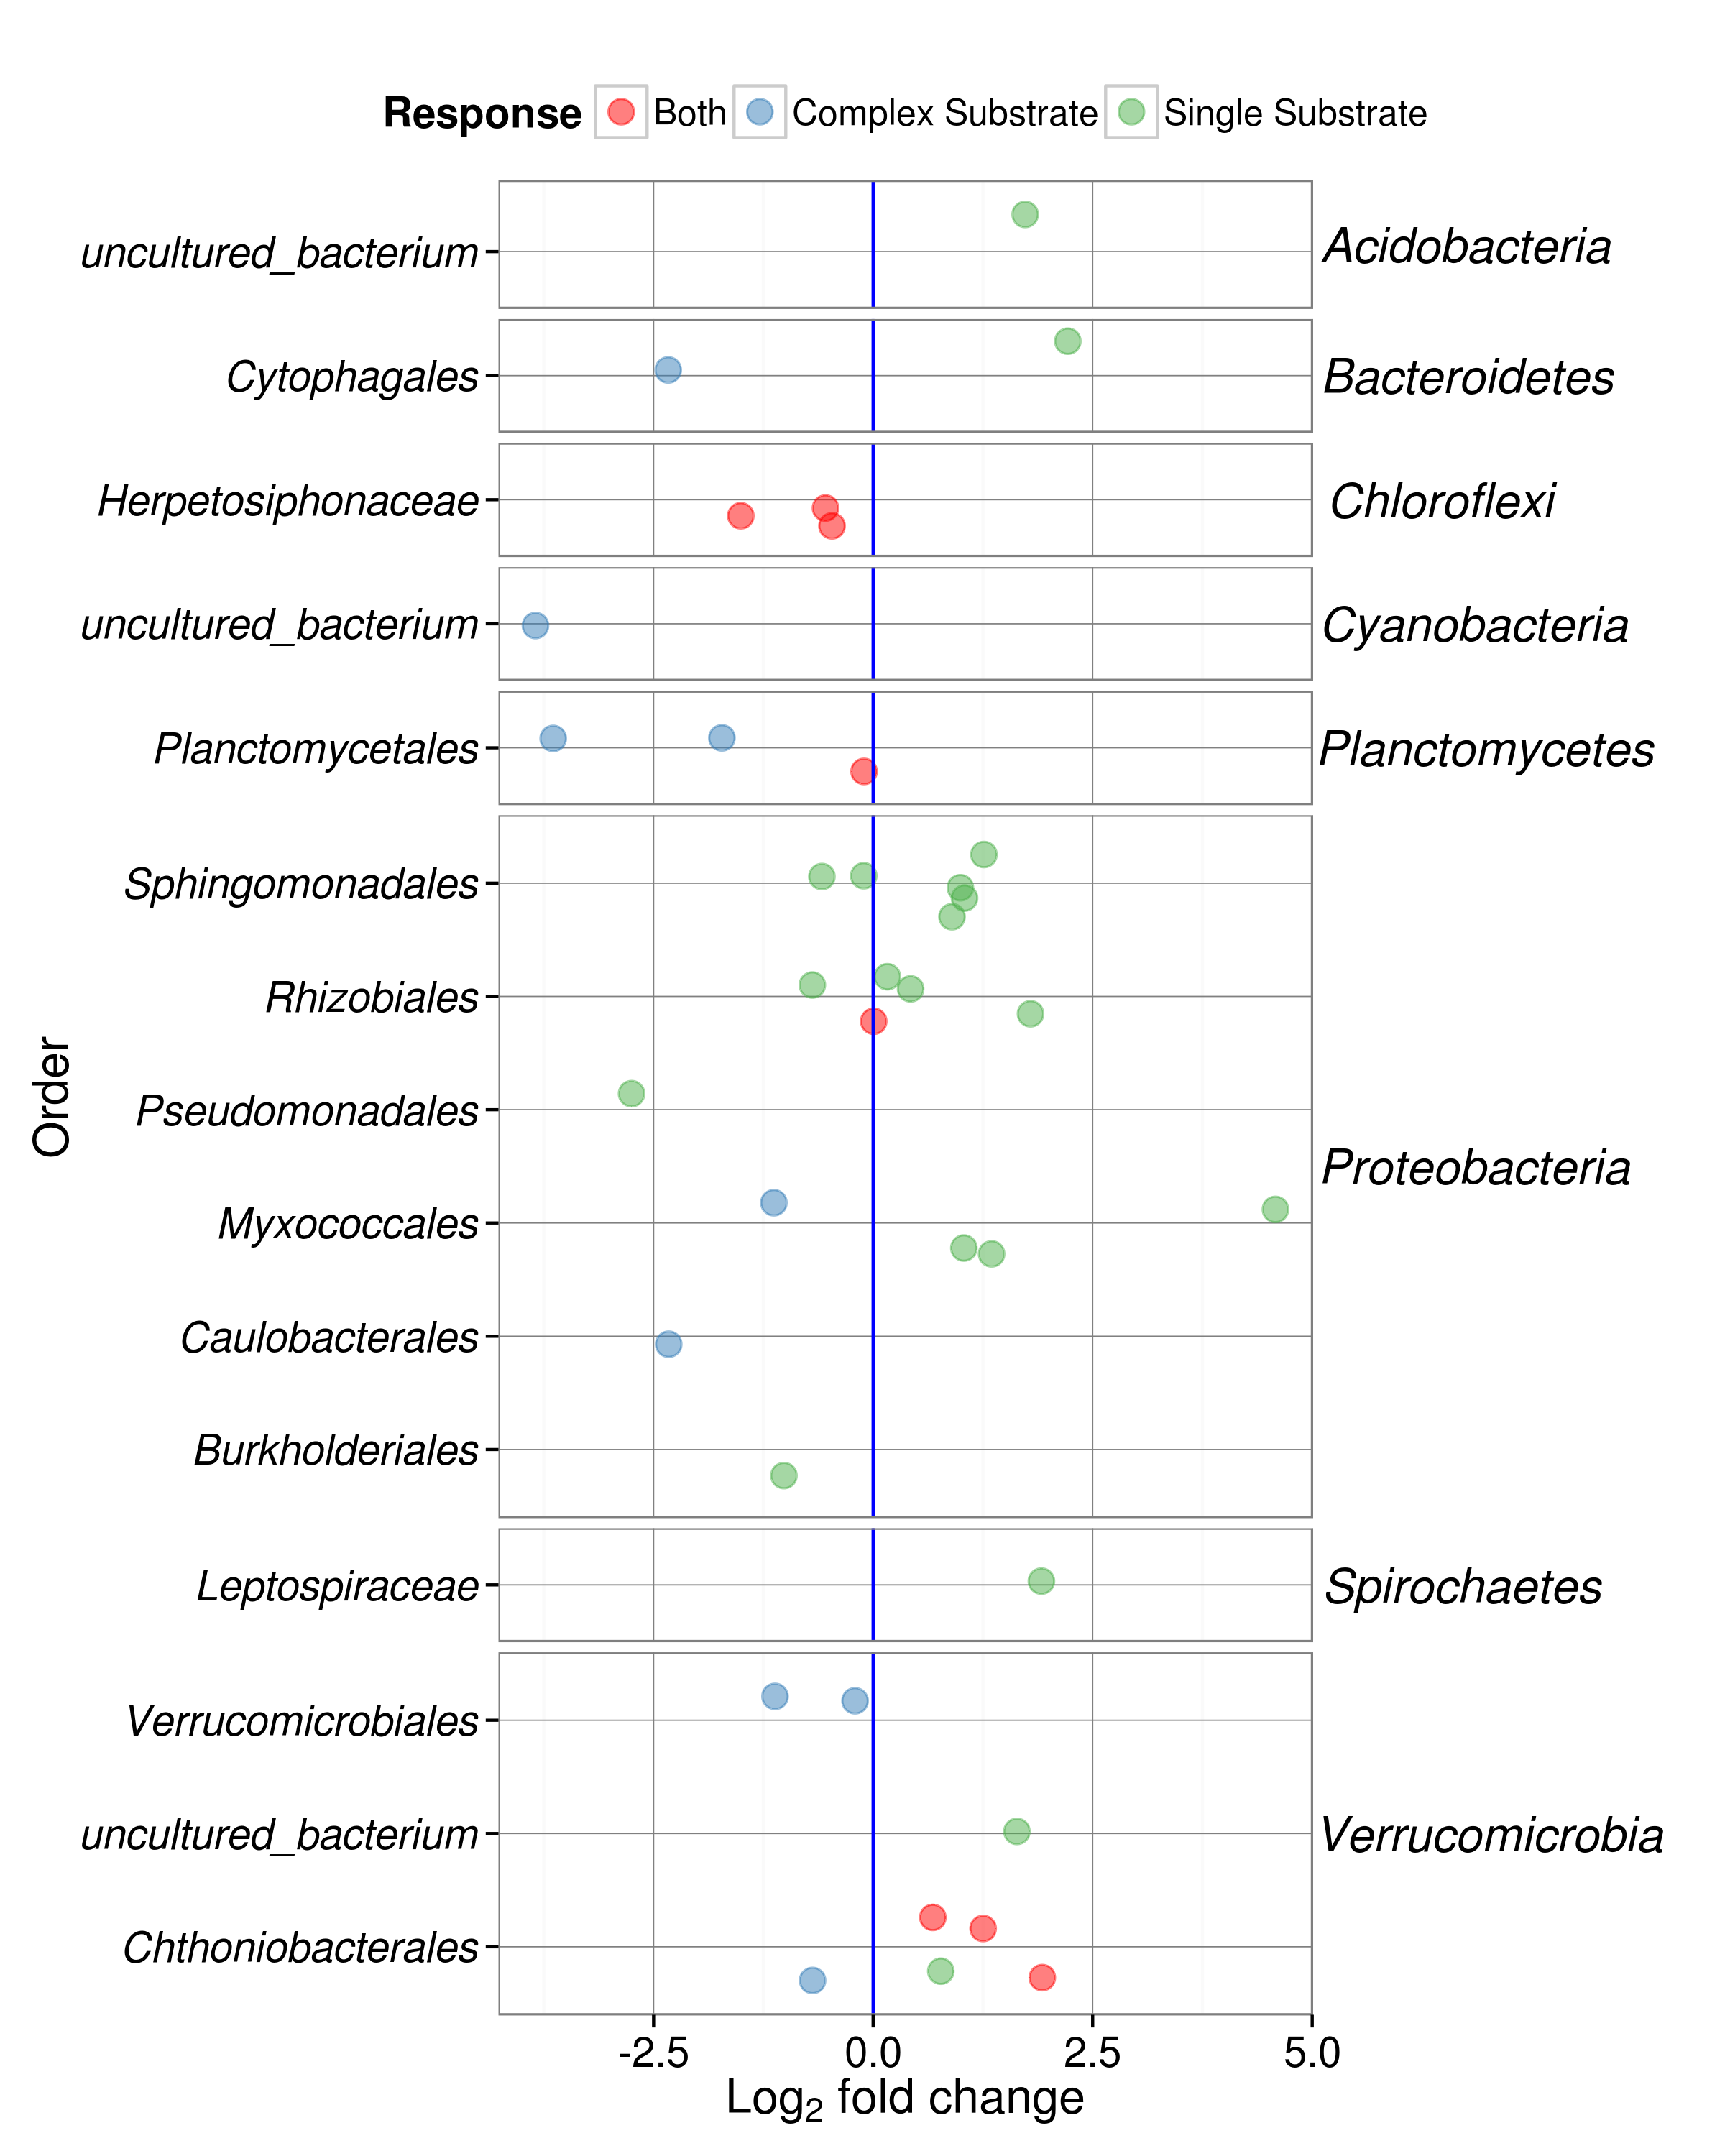 Response Both Complex Substrate Single Substrate
uncultured_bacterium Acidobacteria
Cytophagales Bacteroidetes
Herpetosiphonaceae Chloroflexi
uncultured_bacterium Cyanobacteria
Planctomycetales Planctomycetes
Sphingomonadales
Rhizobiales
Pseudomonadales
Order
Proteobacteria
Myxococcales
Caulobacterales
Burkholderiales
Leptospiraceae Spirochaetes
Verrucomicrobiales
uncultured_bacterium Verrucomicrobia
Chthoniobacterales
-2.5 0.0 2.5 5.0
Log₂ fold change